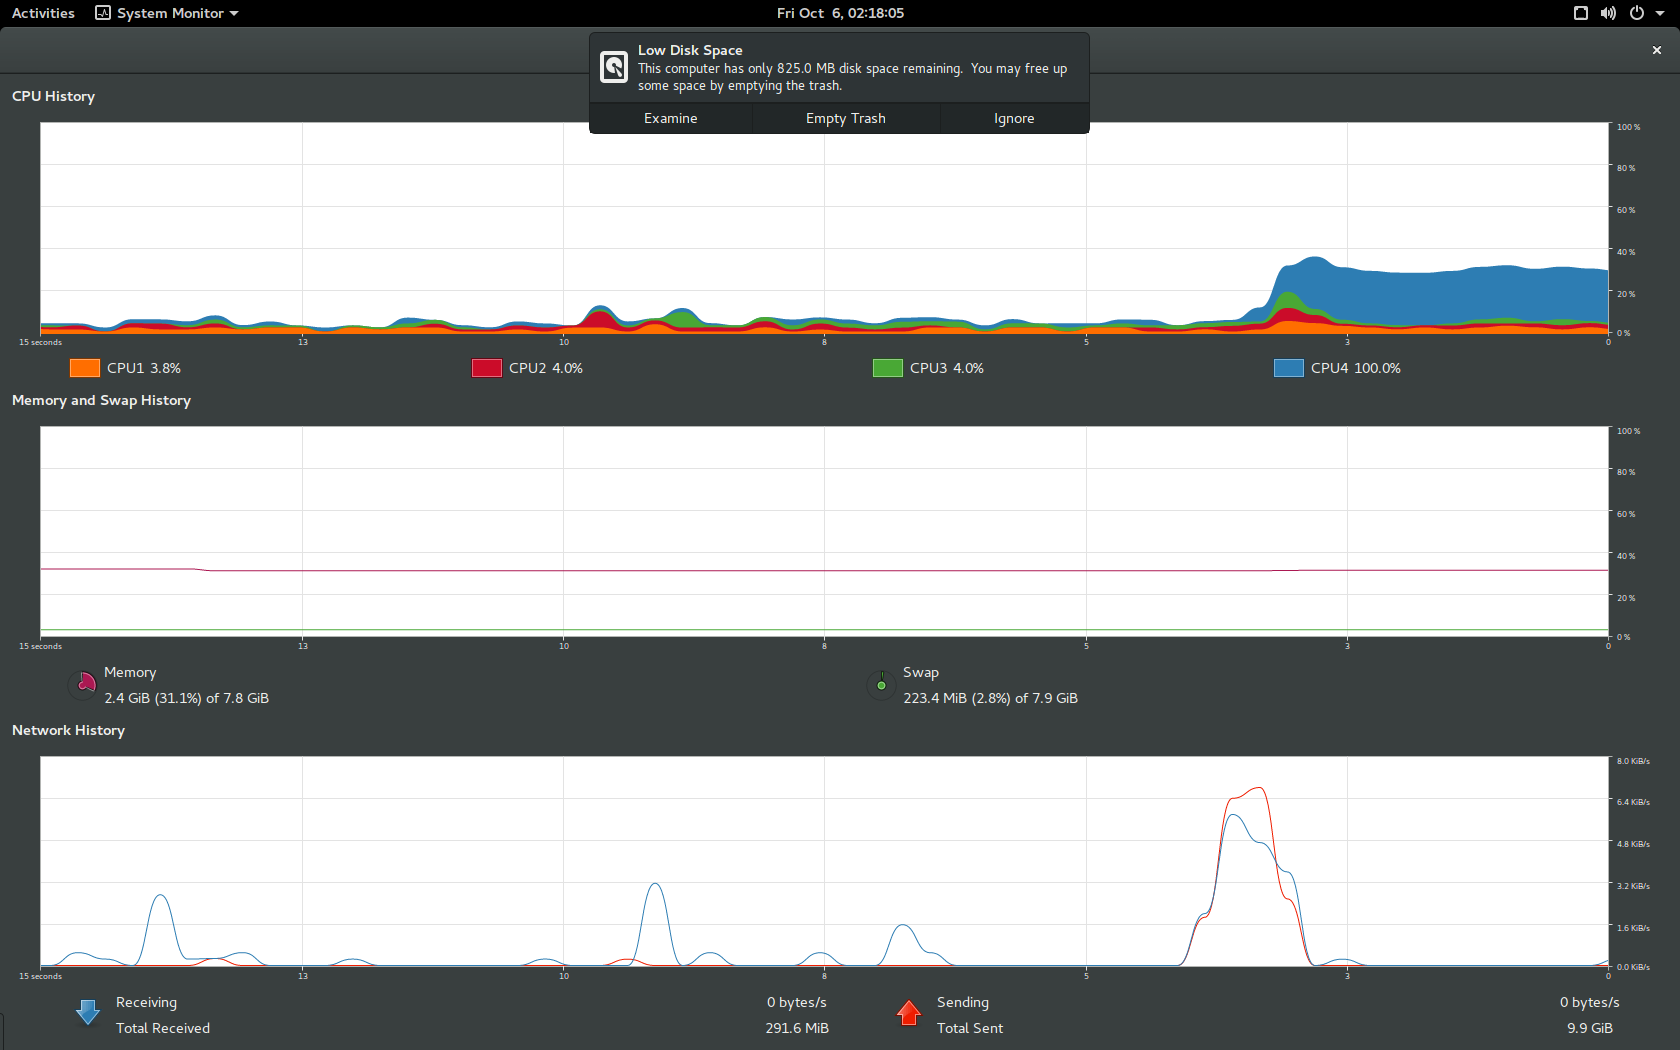 Activities System Monitor Fri Oct 6, 02:18:05
Low Disk Space
This computer has only 825.0 MB disk space remaining. You may free up
some space by emptying the trash.
Examine Empty Trash Ignore
CPU History
100 %
80 %
60 %
40 %
20 %
0 %
15 seconds 13 10 8 5 3 0
CPU1 3.8% CPU2 4.0% CPU3 4.0% CPU4 100.0%
Memory and Swap History
100 %
80 %
60 %
40 %
20 %
0 %
15 seconds 13 10 8 5 3 0
Memory Swap
2.4 GiB (31.1%) of 7.8 GiB 223.4 MiB (2.8%) of 7.9 GiB
Network History
8.0 KiB/s
6.4 KiB/s
4.8 KiB/s
3.2 KiB/s
1.6 KiB/s
0.0 KiB/s
15 seconds 13 10 8 5 3 0
Receiving 0 bytes/s Sending 0 bytes/s
Total Received 291.6 MiB Total Sent 9.9 GiB